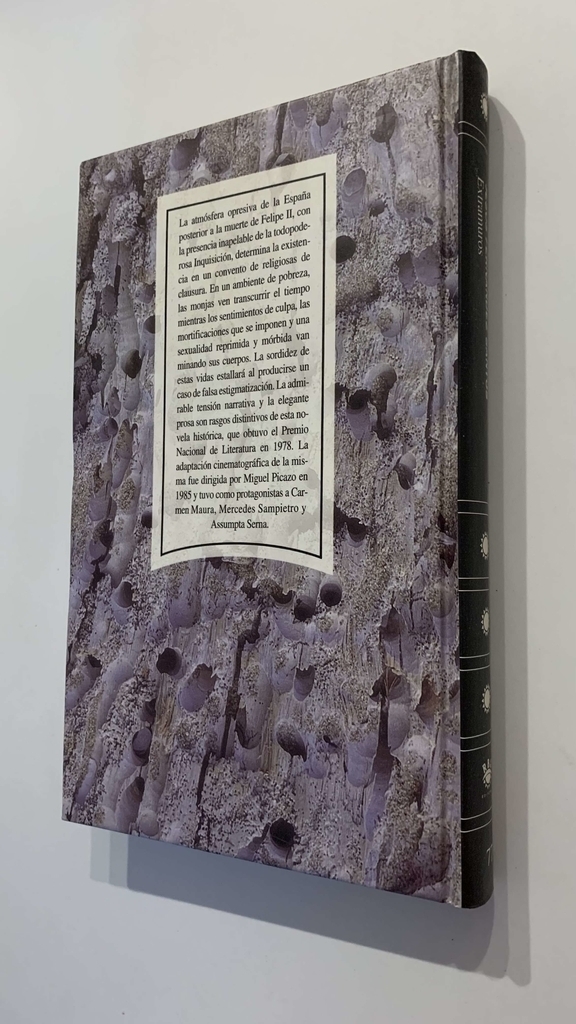 La atmósfera opresiva de la España
posterior a la muerte de Felipe II, con
la presencia inapelable de la todopode-
rosa Inquisición, determina la existen-
cia en un convento de religiosas de
clausura. En un ambiente de pobreza,
las monjas ven transcurrir el tiempo
mientras los sentimientos de culpa, las
mortificaciones que se imponen y una
sexualidad reprimida y mórbida van
minando sus cuerpos. La sordidez de
estas vidas estallará al producirse un
caso de falsa estigmatización. La admi-
rable tensión narrativa y la elegante
prosa son rasgos distintivos de esta no-
vela histórica, que obtuvo el Premio
Nacional de Literatura en 1978. La
adaptación cinematográfica de la mis-
ma fue dirigida por Miguel Picazo en
1985 y tuvo como protagonistas a Car-
men Maura, Mercedes Sampietro y
Assumpta Serna.
Extramuros